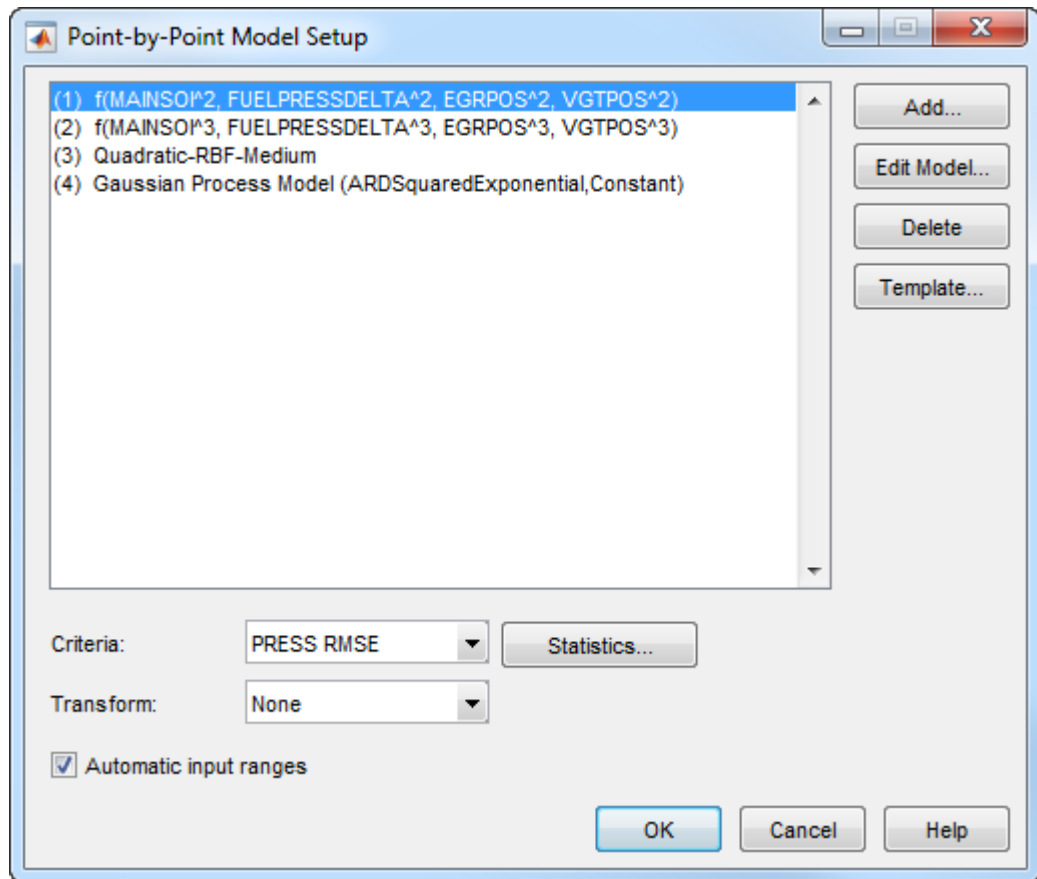 Point-by-Point Model Setup
(1) f(MAINSOI^2, FUELPRESSDELTA^2, EGRPOS^2, VGTPOS^2)
(2) f(MAINSOI^3, FUELPRESSDELTA^3, EGRPOS^3, VGTPOS^3)
(3) Quadratic-RBF-Medium
(4) Gaussian Process Model (ARDSquaredExponential,Constant)
Add...
Edit Model...
Delete
Template...
Criteria: PRESS RMSE Statistics...
Transform: None
Automatic input ranges
OK Cancel Help